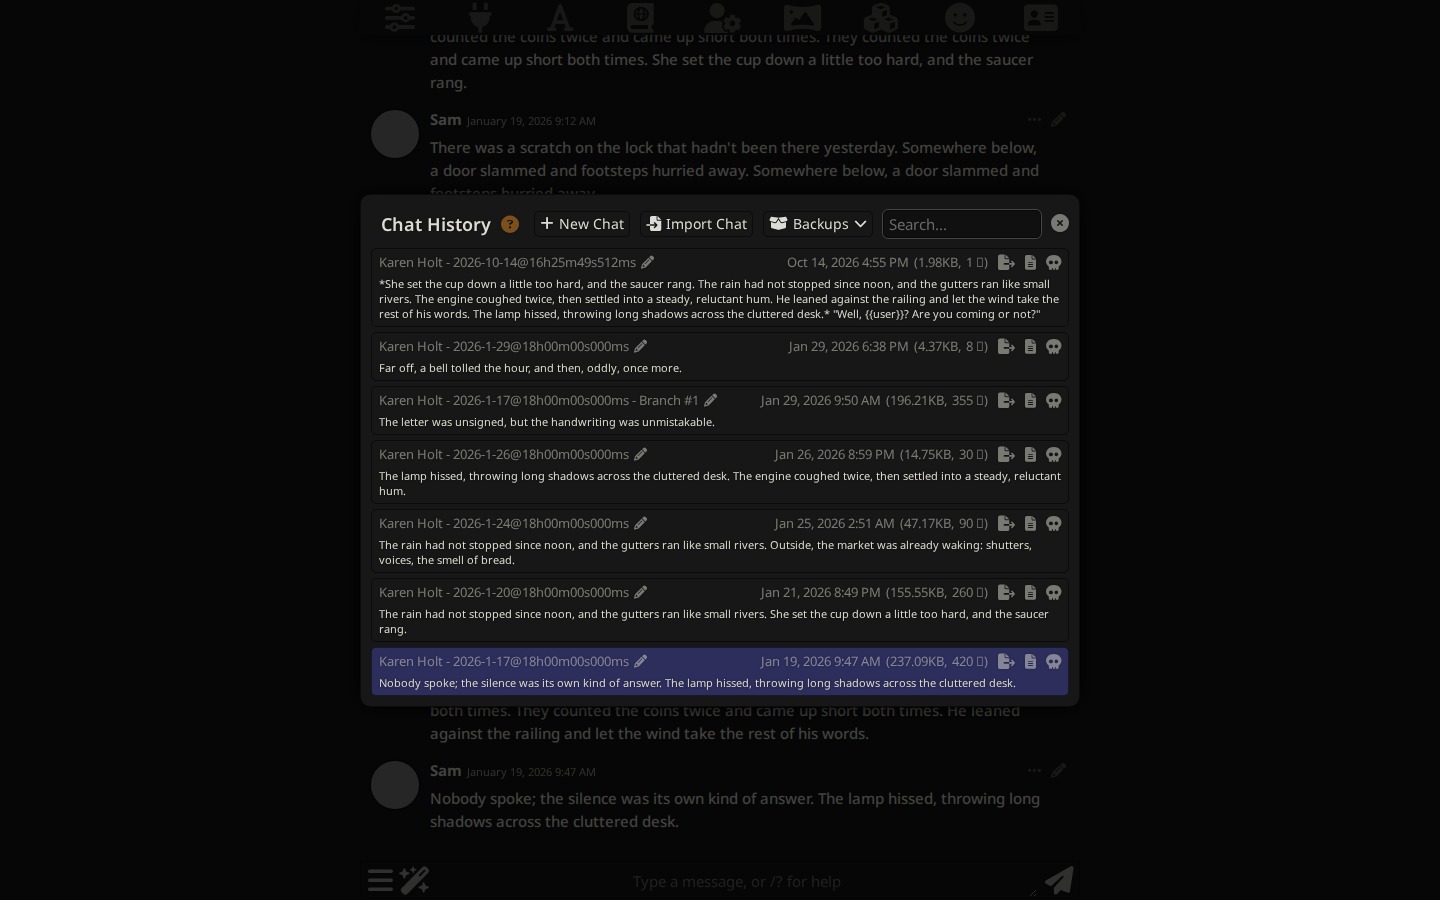 counted the coins twice and came up short both times. They counted the coins twice
and came up short both times. She set the cup down a little too hard, and the saucer
rang.
Sam January 19, 2026 9:12 AM
There was a scratch on the lock that hadn't been there yesterday. Somewhere below,
a door slammed and footsteps hurried away. Somewhere below, a door slammed and
footsteps hurried away.
Chat History ? New Chat Import Chat Backups Search...
Karen Holt - 2026-10-14@16h25m49s512ms Oct 14, 2026 4:55 PM (1.98KB, 1 )
*She set the cup down a little too hard, and the saucer rang. The rain had not stopped since noon, and the gutters ran like small
rivers. The engine coughed twice, then settled into a steady, reluctant hum. He leaned against the railing and let the wind take the
rest of his words. The lamp hissed, throwing long shadows across the cluttered desk.* "Well, {{user}}? Are you coming or not?"
Karen Holt - 2026-1-29@18h00m00s000ms Jan 29, 2026 6:38 PM (4.37KB, 8 )
Far off, a bell tolled the hour, and then, oddly, once more.
Karen Holt - 2026-1-17@18h00m00s000ms - Branch #1 Jan 29, 2026 9:50 AM (196.21KB, 355 )
The letter was unsigned, but the handwriting was unmistakable.
Karen Holt - 2026-1-26@18h00m00s000ms Jan 26, 2026 8:59 PM (14.75KB, 30 )
The lamp hissed, throwing long shadows across the cluttered desk. The engine coughed twice, then settled into a steady, reluctant
hum.
Karen Holt - 2026-1-24@18h00m00s000ms Jan 25, 2026 2:51 AM (47.17KB, 90 )
The rain had not stopped since noon, and the gutters ran like small rivers. Outside, the market was already waking: shutters,
voices, the smell of bread.
Karen Holt - 2026-1-20@18h00m00s000ms Jan 21, 2026 8:49 PM (155.55KB, 260 )
The rain had not stopped since noon, and the gutters ran like small rivers. She set the cup down a little too hard, and the saucer
rang.
Karen Holt - 2026-1-17@18h00m00s000ms Jan 19, 2026 9:47 AM (237.09KB, 420 )
Nobody spoke; the silence was its own kind of answer. The lamp hissed, throwing long shadows across the cluttered desk.
both times. They counted the coins twice and came up short both times. He leaned
against the railing and let the wind take the rest of his words.
Sam January 19, 2026 9:47 AM
Nobody spoke; the silence was its own kind of answer. The lamp hissed, throwing long
shadows across the cluttered desk.
Type a message, or /? for help